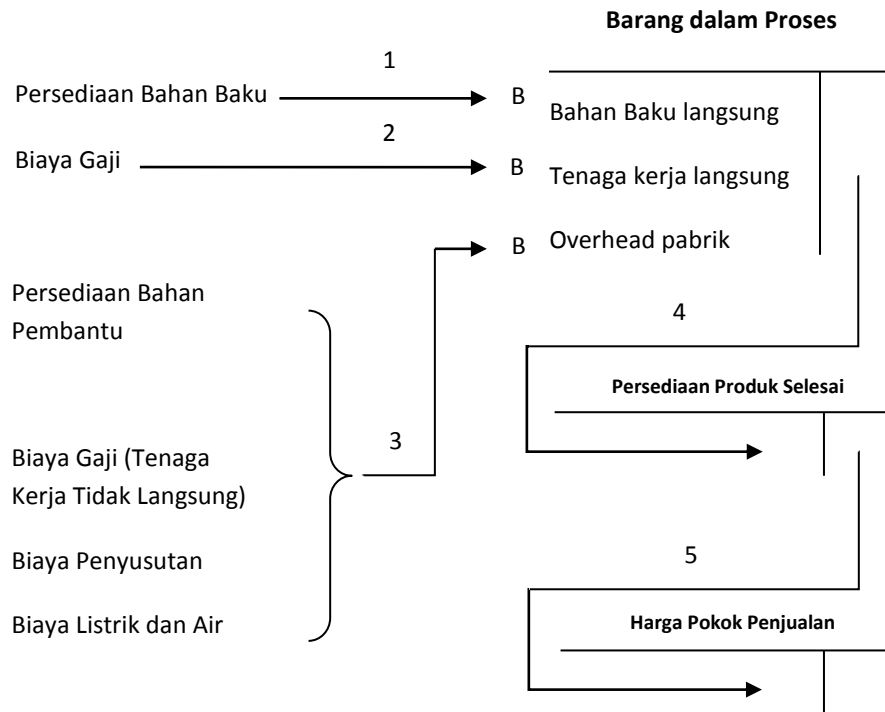 Barang dalam Proses
1
Persediaan Bahan Baku
B
Bahan Baku langsung
2
Biaya Gaji
B
Tenaga kerja langsung
B
Overhead pabrik
Persediaan Bahan
Pembantu
4
Persediaan Produk Selesai
3
Biaya Gaji (Tenaga
Kerja Tidak Langsung)
Biaya Penyusutan
5
Biaya Listrik dan Air
Harga Pokok Penjualan